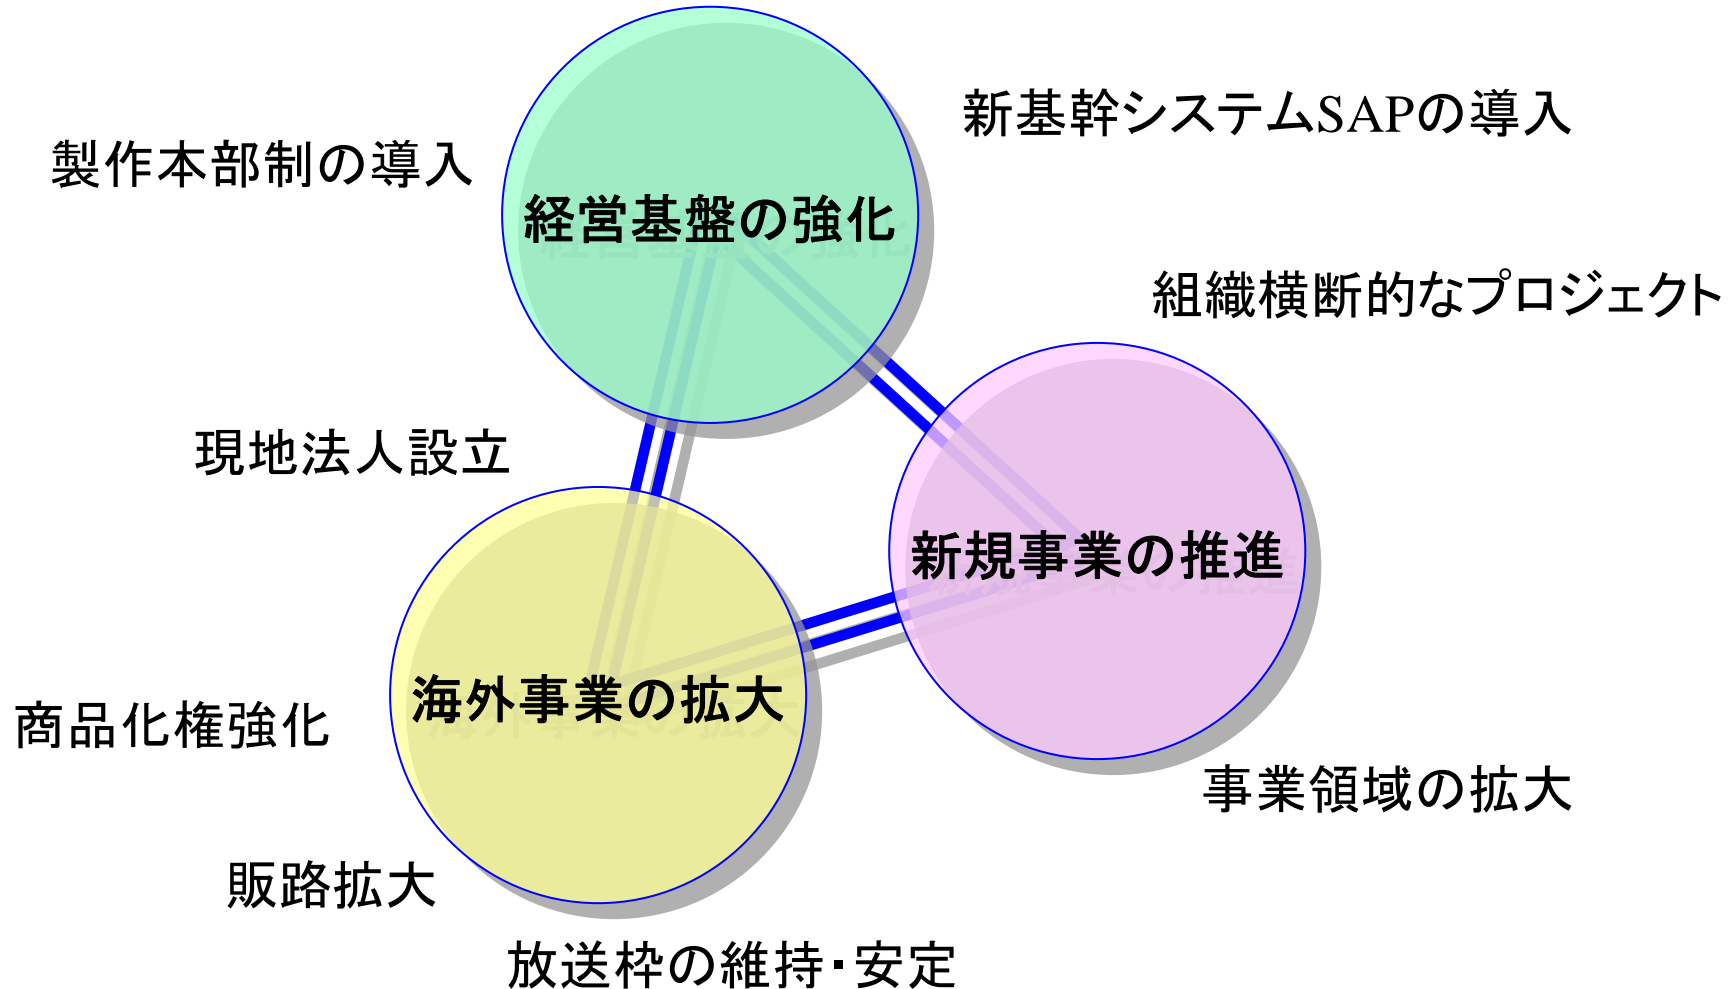 新基幹システムSAPの導入
製作本部制の導入
経営基盤の強化
組織横断的なプロジェクト
現地法人設立
新規事業の推進
海外事業の拡大
商品化権強化
事業領域の拡大
販路拡大
放送枠の維持・安定